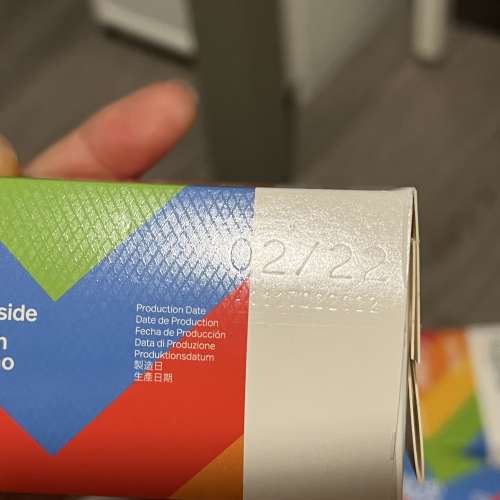 side
Production Date
Date de Production
Fecha de Producción
Data di Produzione
Produktionsdatum
製造日
生產日期
02/22